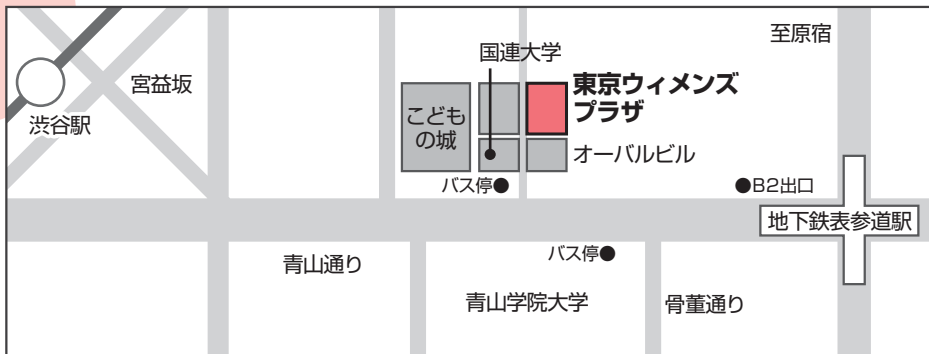 至原宿
国連大学
宮益坂
東京ウィメンズ
プラザ
渋谷駅
こども
の城
オーバルビル
バス停●
●B2出口
地下鉄表参道駅
バス停●
青山通り
青山学院大学
骨董通り